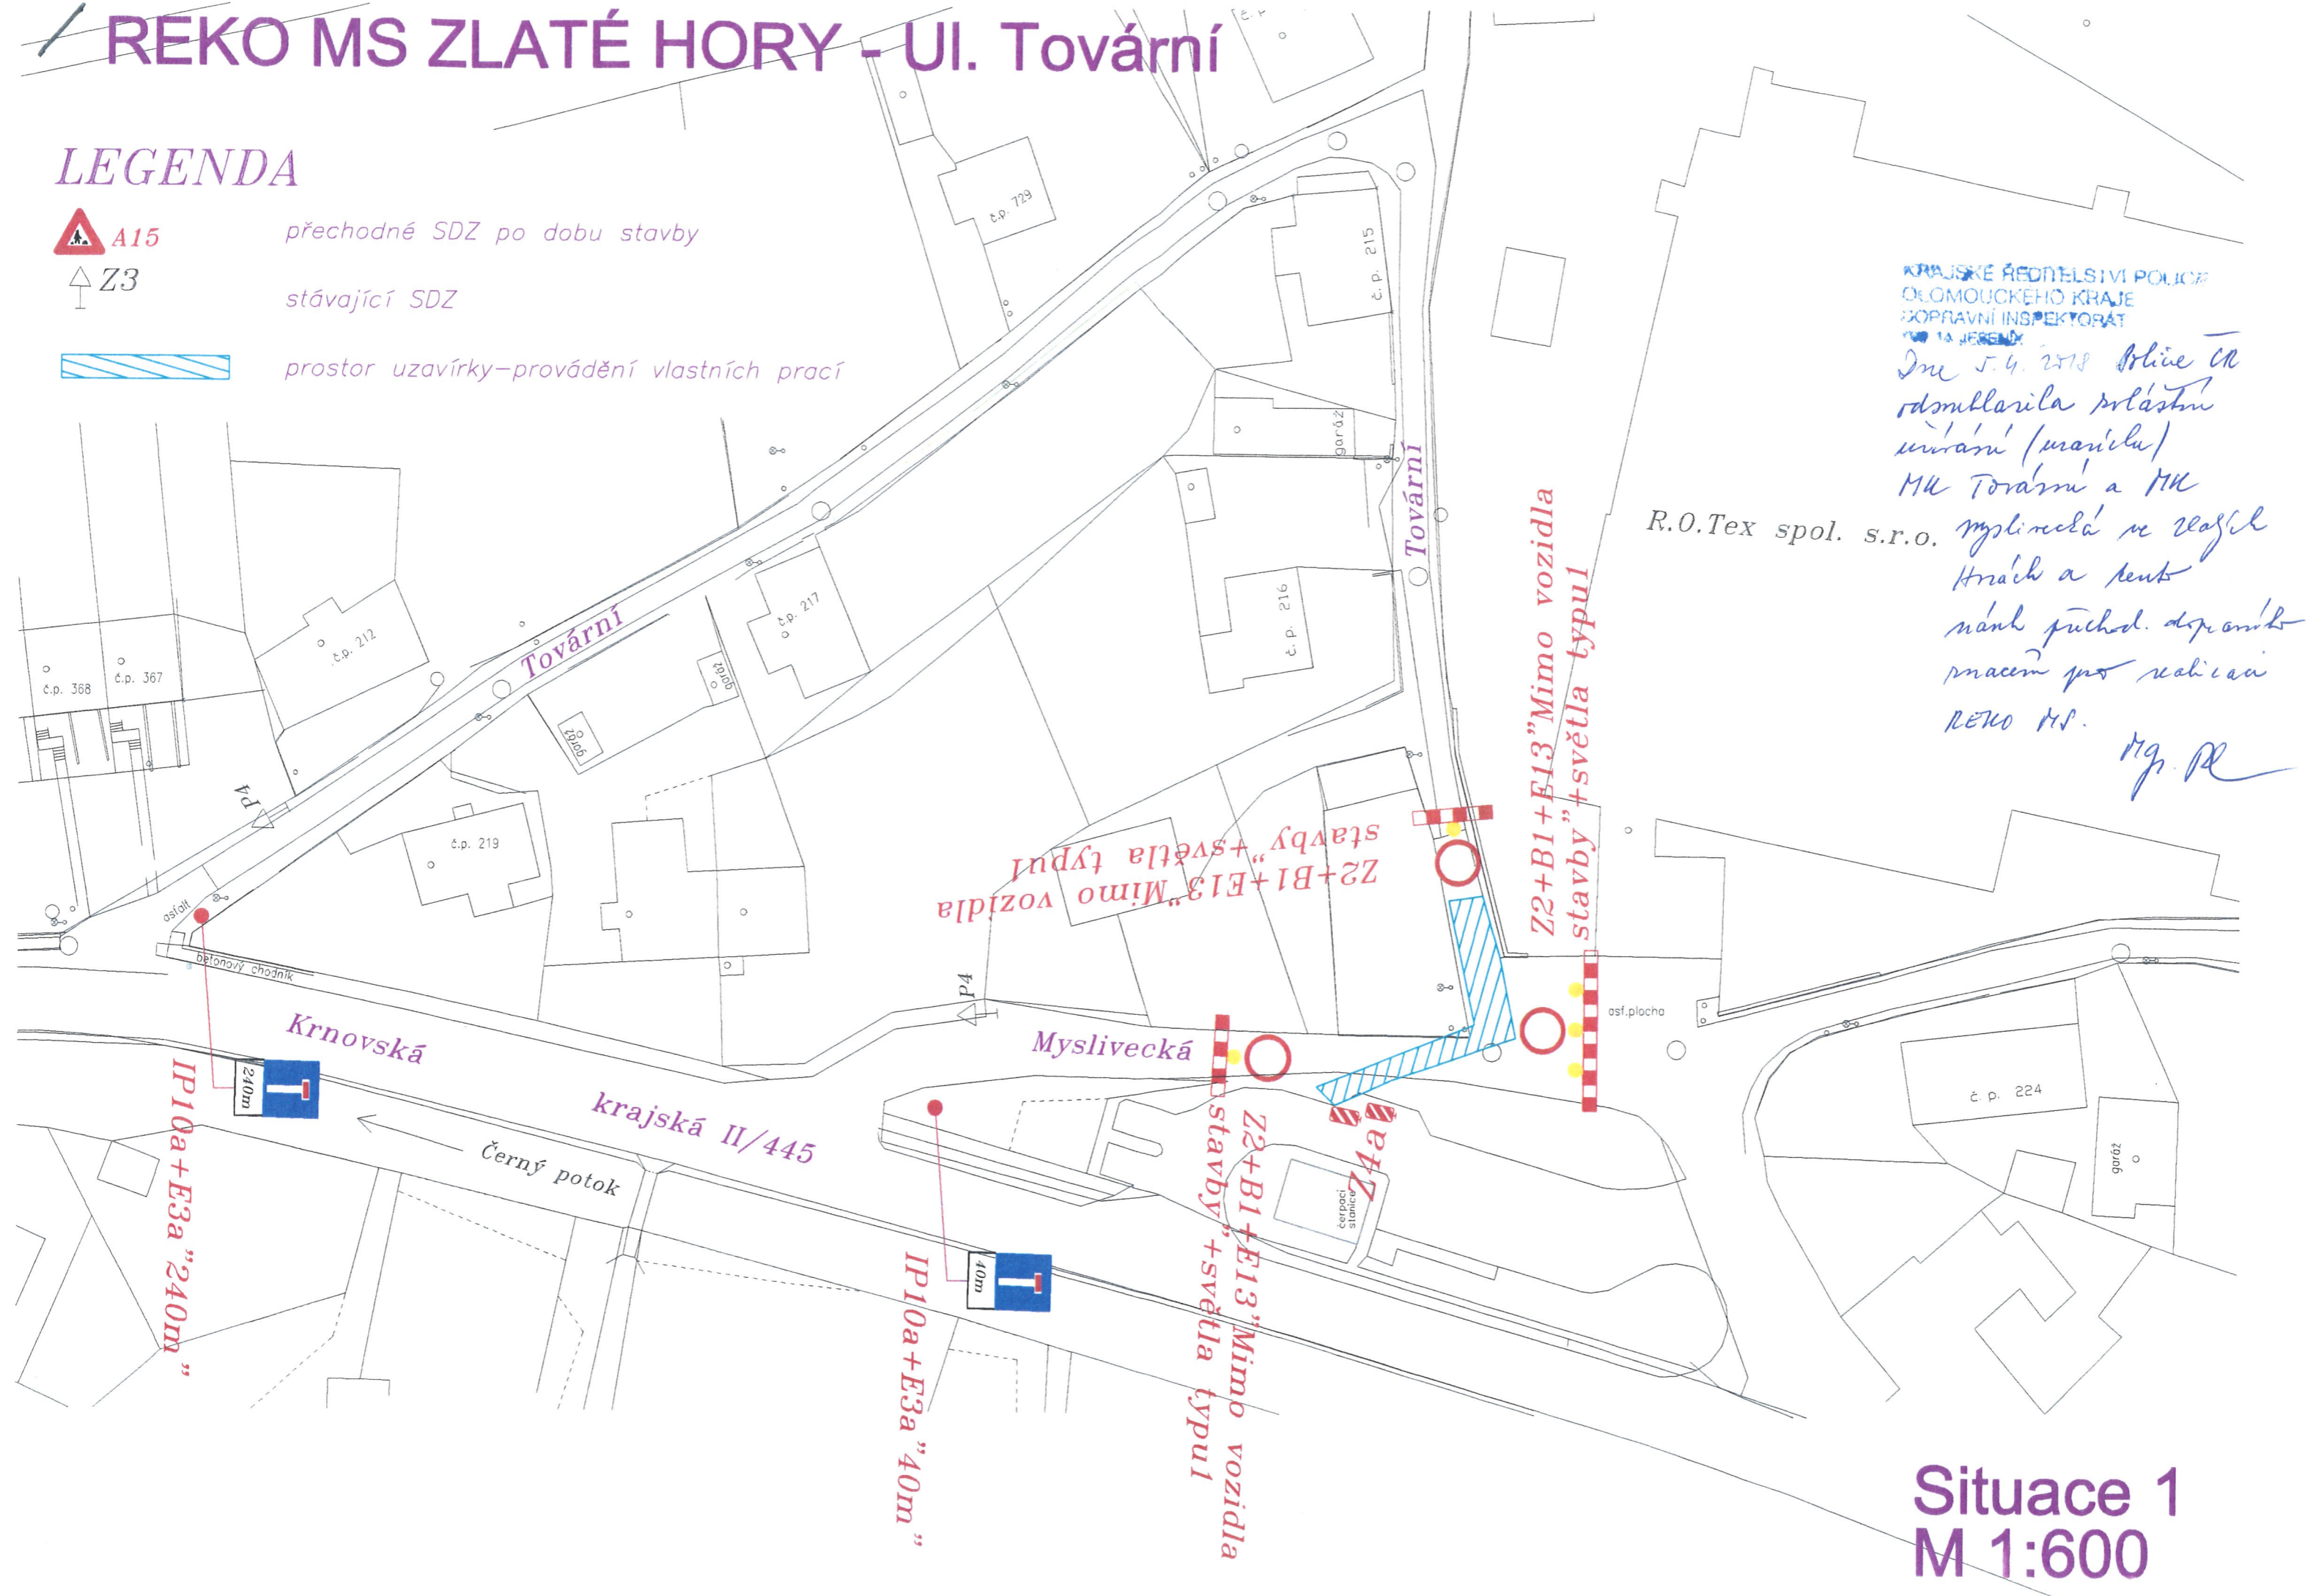 REKO MS ZLATÉ HORY - Ul. Tovární
č.p
LEGENDA
A15
přechodné SDZ po dobu stavby
Z3
stávající SDZ
prostor uzavírky-provádění vlastních prací
č.p. 729
č.p. 215
garáž
Tovární
č.p. 216
KRAJSKÉ ŘEDITELSTVÍ POLICIE
OLOMOUCKÉHO KRAJE
DOPRAVNÍ INSPEKTORÁT
JESENÍK
Dne 5.4. 2018 Police ČR
odsouhlasila zvláštní
užívání (uzavírku)
MK Tovární a MK
R.O.Tex spol. s.r.o.
Myslivecká ve Zlatých
Horách a tento
návrh přechod. dopravního
značení pro realizaci
REKO MS.
Mgr.
č.p. 368
č.p. 367
č.p. 212
Tovární
č.p. 217
garáž
garáž
P4
č.p. 219
asfalt
betonový chodník
Z2+B1+E13"Mimo vozidla
stavby"+světla typu1
Z2+B1+E13"Mimo vozidla
stavby"+světla typu1
P4
asf.plocha
Krnovská
Myslivecká
240m
IP10a+E3a"240m"
krajská II/445
Černý potok
Z4a
čerpací
stanice
Z2+B1+E13"Mimo vozidla
stavby"+světla typu1
40m
IP10a+E3a"40m"
č. p. 224
garáž
Situace 1
M 1:600